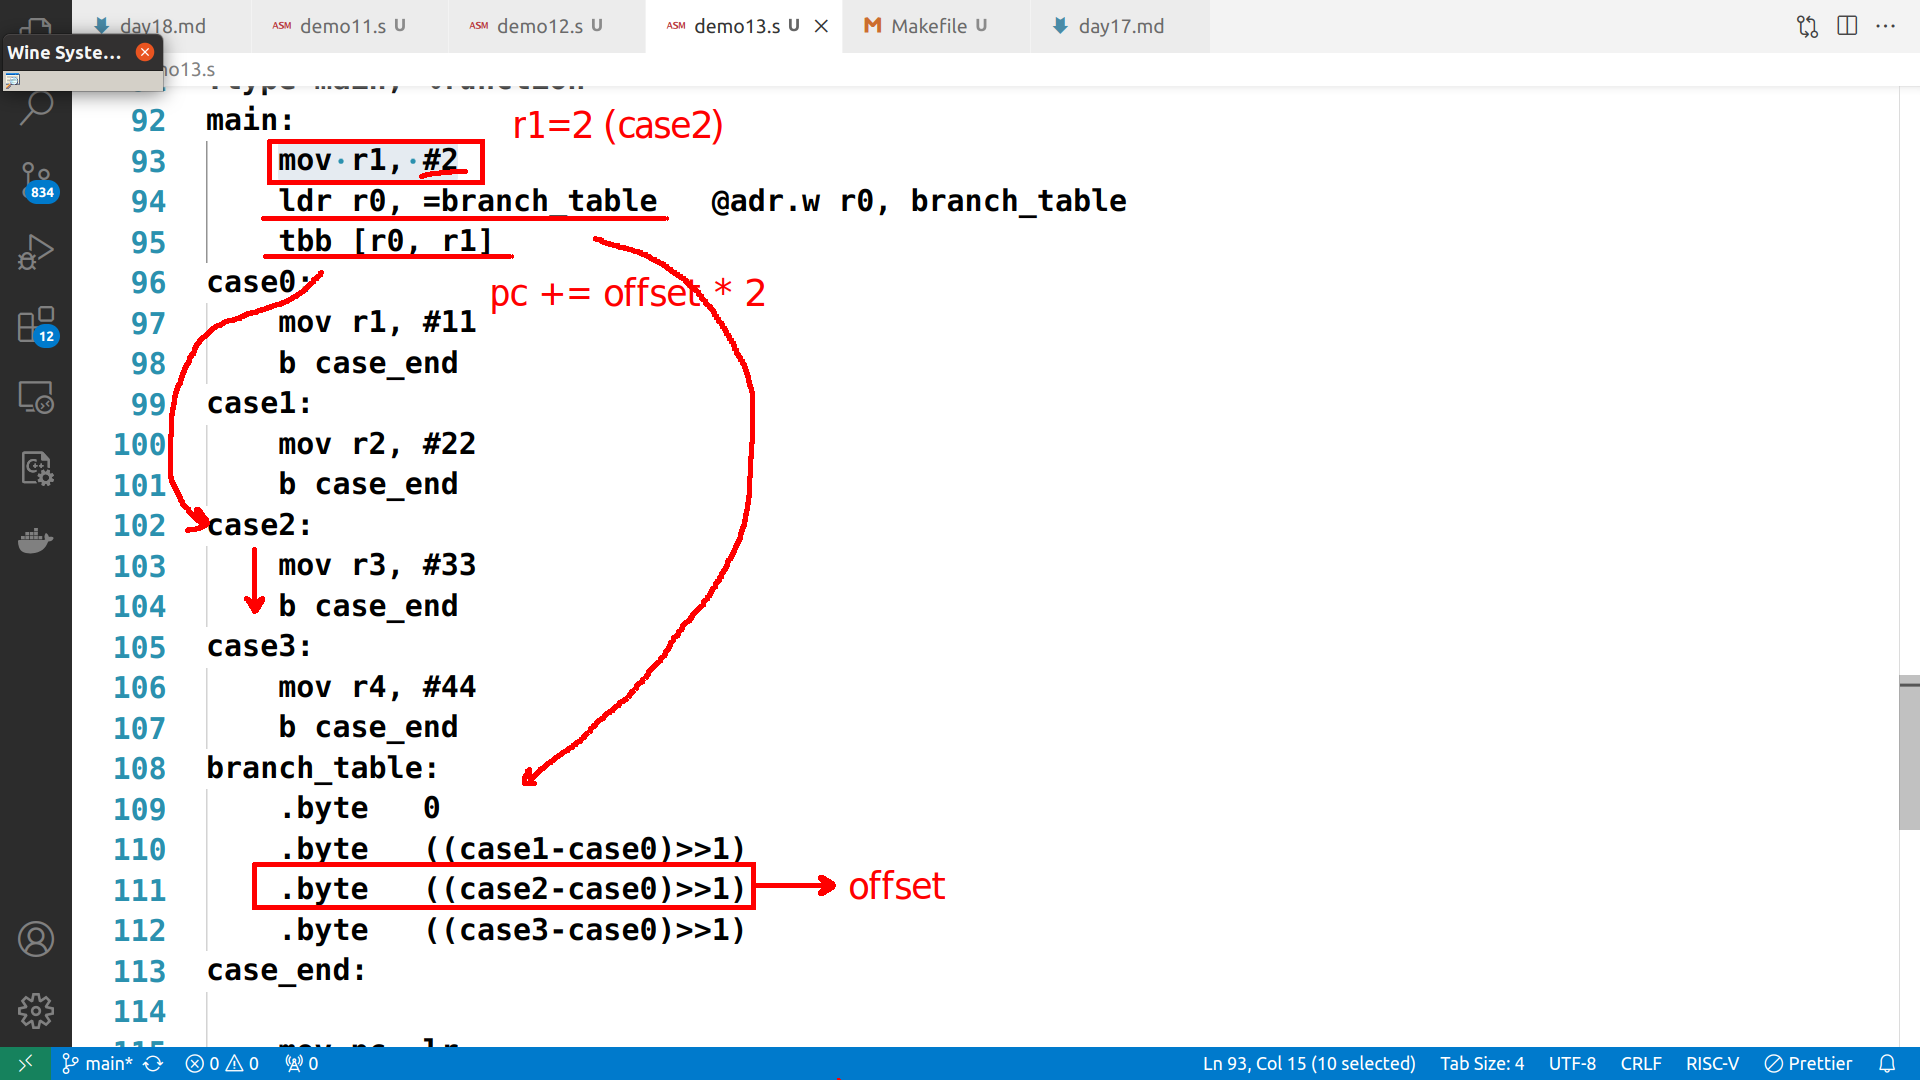 day18.md
ASM demo11.s U
ASM demo12.s U
ASM demo13.s U
Makefile U
day17.md
Wine Syste...
o13.s
92 main:
r1=2 (case2)
93 mov r1, #2
94 ldr r0, =branch_table @adr.w r0, branch_table
95 tbb [r0, r1]
96 case0:
pc += offset * 2
97 mov r1, #11
98 b case_end
99 case1:
100 mov r2, #22
101 b case_end
102 case2:
103 mov r3, #33
104 b case_end
105 case3:
106 mov r4, #44
107 b case_end
108 branch_table:
109 .byte 0
110 .byte ((case1-case0)>>1)
111 .byte ((case2-case0)>>1) offset
112 .byte ((case3-case0)>>1)
113 case_end:
114
834
12
main* 0 0 0
Ln 93, Col 15 (10 selected) Tab Size: 4 UTF-8 CRLF RISC-V Prettier